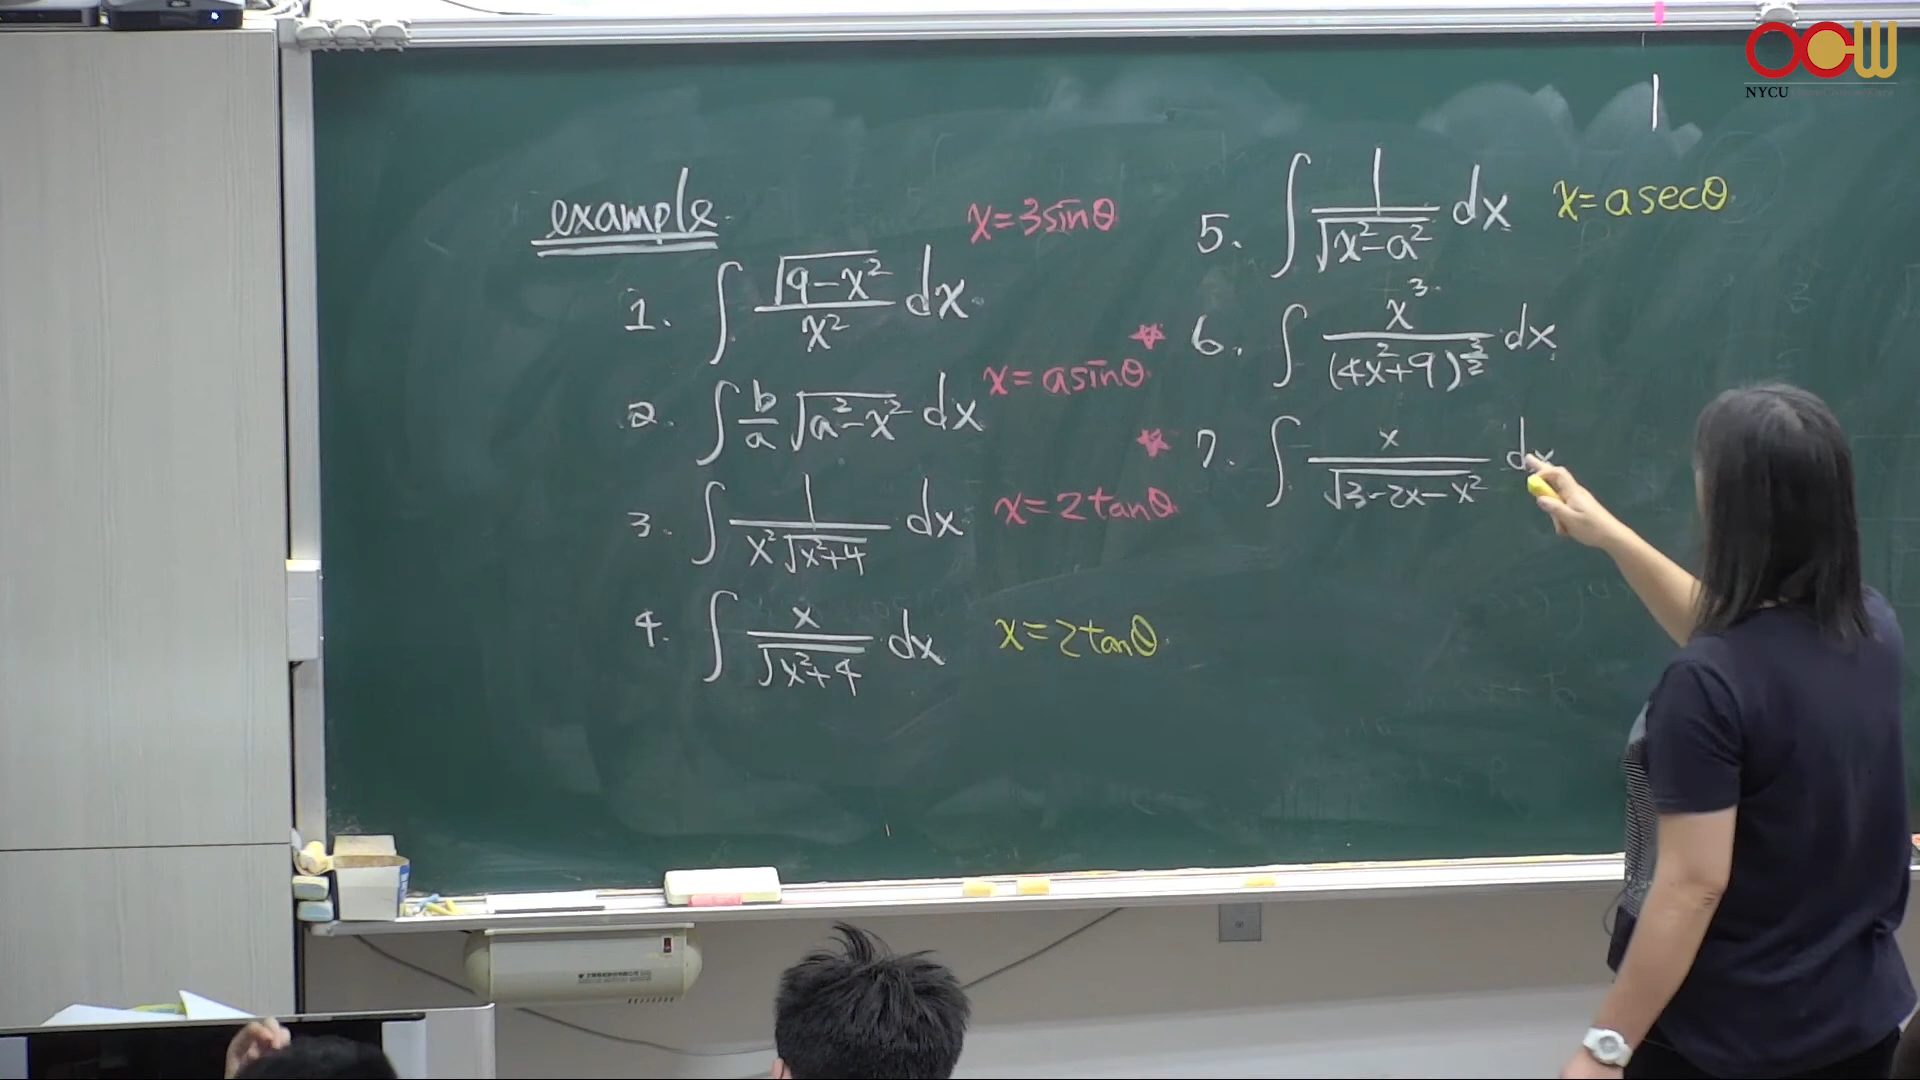 example
1. ∫ √(9-x²) / x² dx x=3sinθ
2. ∫ b/a √(a²-x²) dx x=asinθ
3. ∫ 1 / (x²√(x²+4)) dx x=2tanθ
4. ∫ x / √(x²+4) dx x=2tanθ
5. ∫ 1 / √(x²-a²) dx x=asecθ
☆ 6. ∫ x³ / (4x²+9)^(3/2) dx
☆ 7. ∫ x / √(3-2x-x²) dx
OCW
NYCU